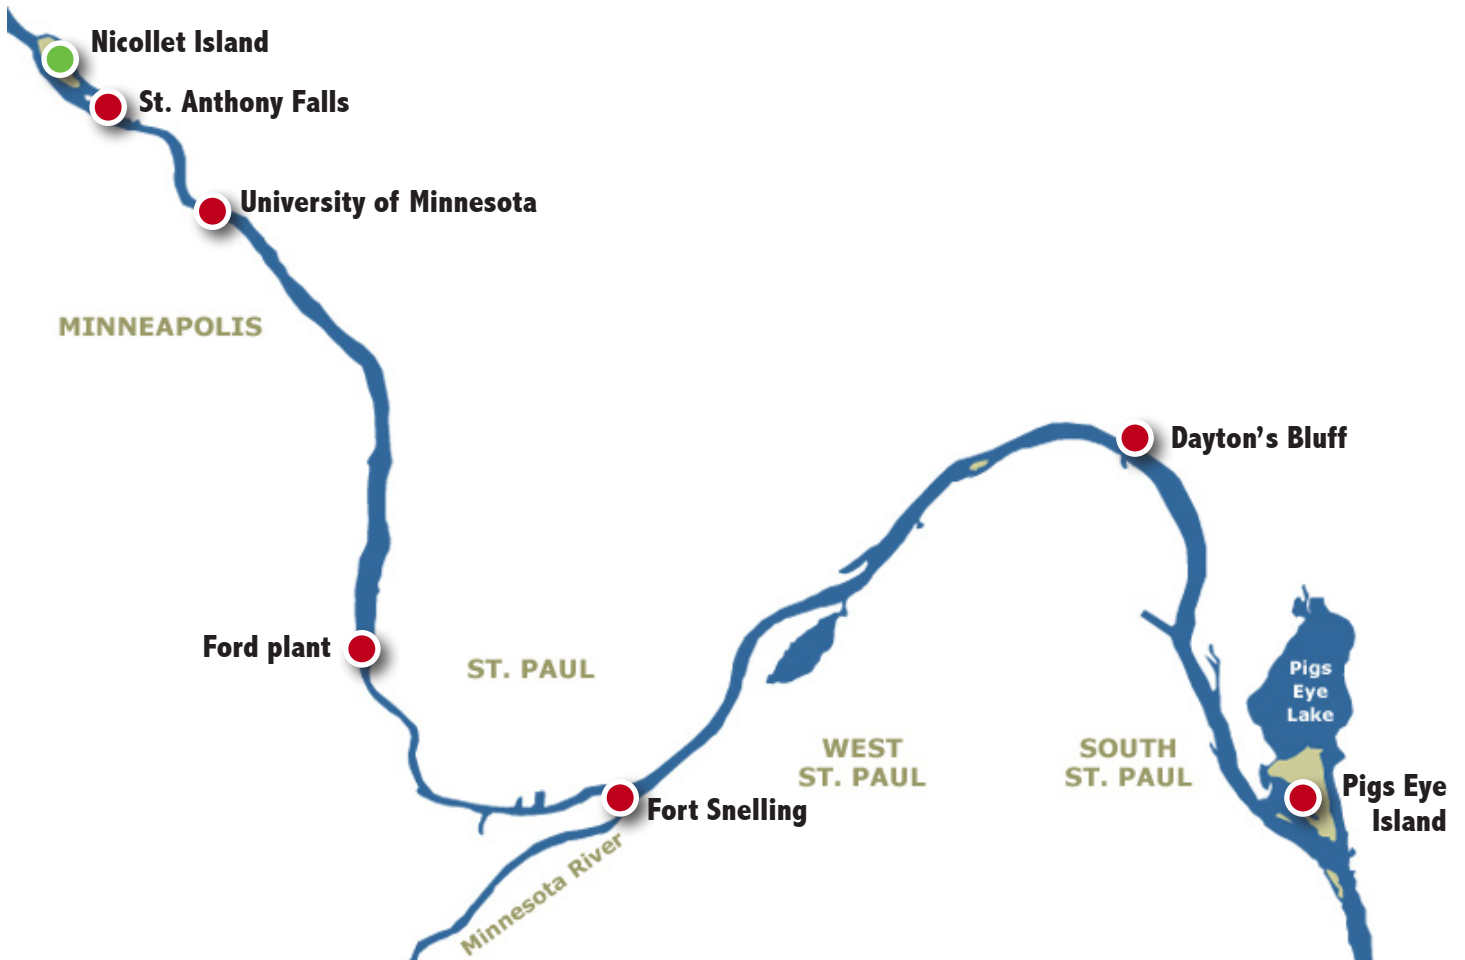 Nicollet Island
St. Anthony Falls
University of Minnesota
MINNEAPOLIS
Dayton’s Bluff
Ford plant
ST. PAUL
Pigs
Eye
Lake
WEST
ST. PAUL
SOUTH
ST. PAUL
Pigs Eye
Island
Fort Snelling
Minnesota River